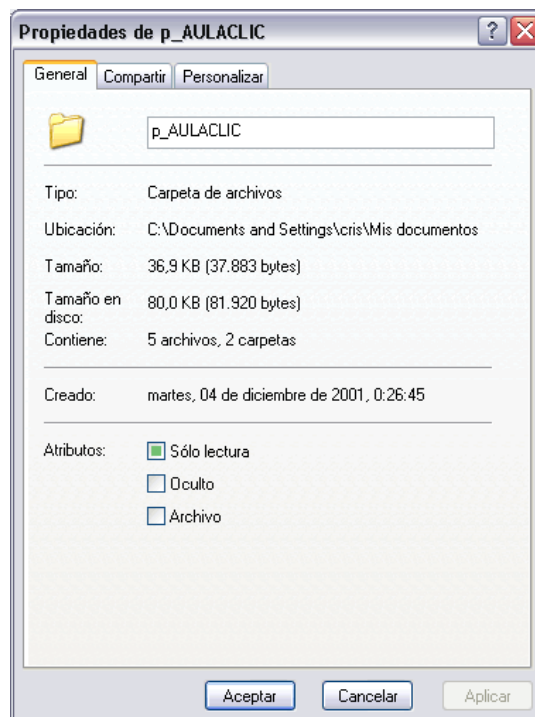 Propiedades de p_AULACLIC
?
General Compartir Personalizar
p_AULACLIC
Tipo: Carpeta de archivos
Ubicación: C:\Documents and Settings\cris\Mis documentos
Tamaño: 36,9 KB (37.883 bytes)
Tamaño en disco: 80,0 KB (81.920 bytes)
Contiene: 5 archivos, 2 carpetas
Creado: martes, 04 de diciembre de 2001, 0:26:45
Atributos: Sólo lectura
Oculto
Archivo
Aceptar Cancelar Aplicar